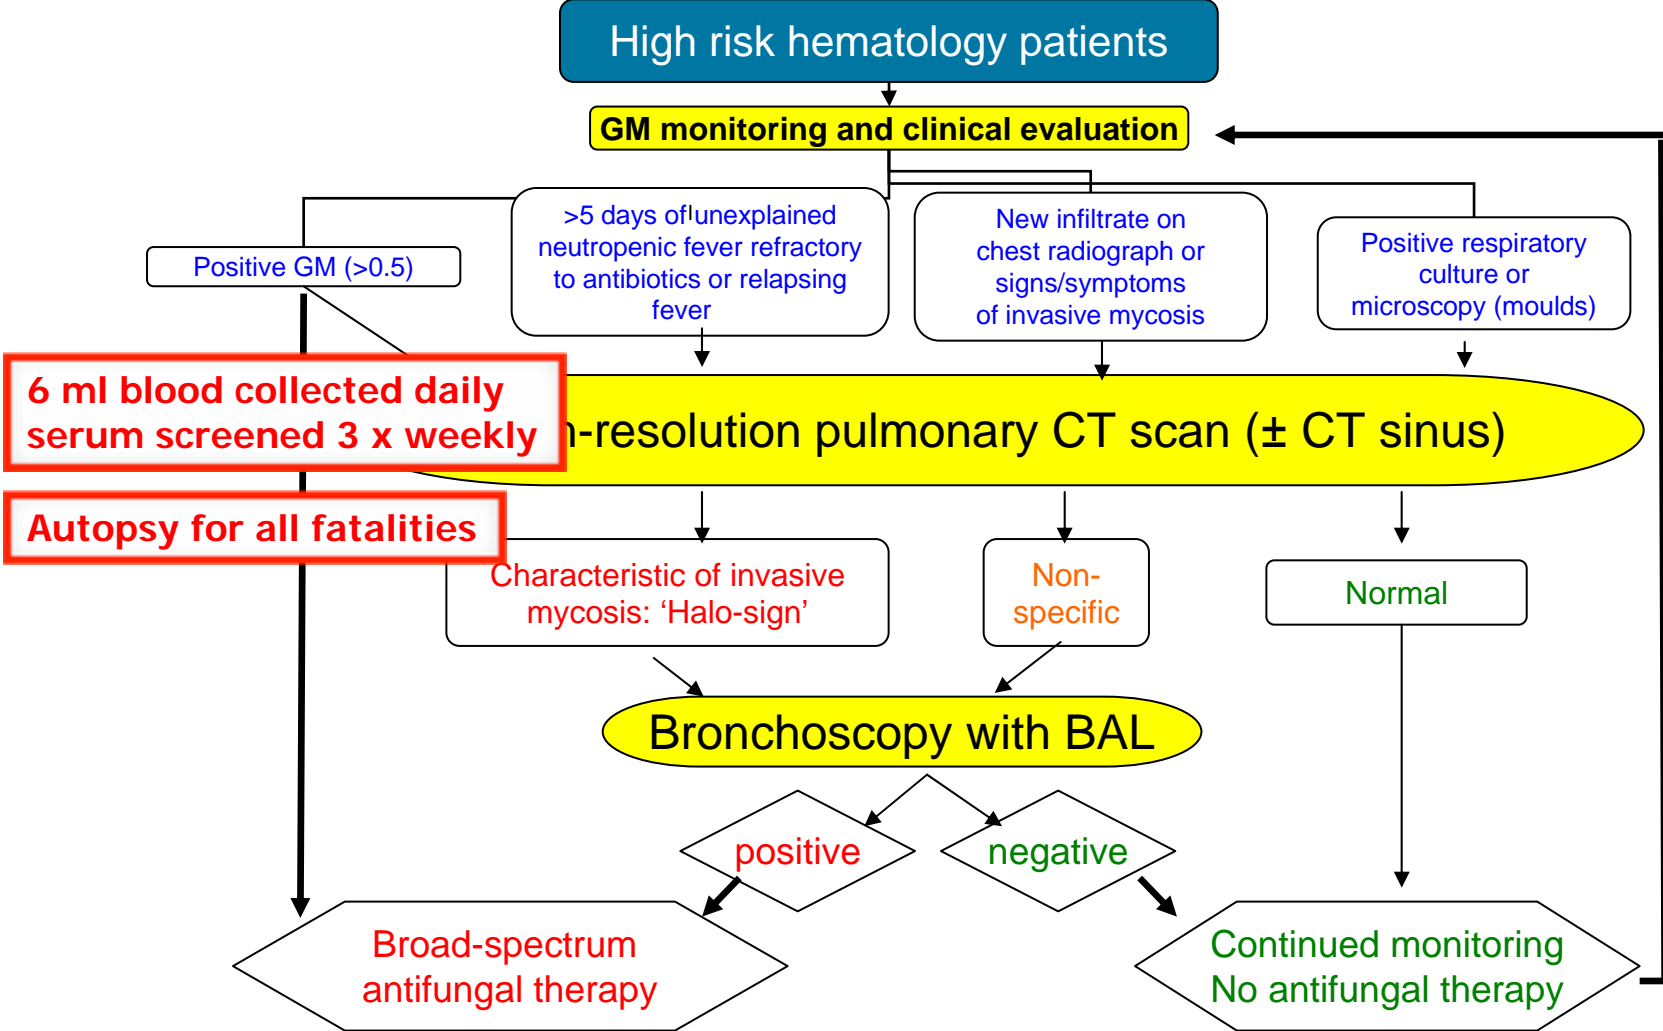 High risk hematology patients
GM monitoring and clinical evaluation
Positive GM (>0.5)
>5 days of unexplained
neutropenic fever refractory
to antibiotics or relapsing
fever
New infiltrate on
chest radiograph or
signs/symptoms
of invasive mycosis
Positive respiratory
culture or
microscopy (moulds)
6 ml blood collected daily
serum screened 3 x weekly
-resolution pulmonary CT scan (± CT sinus)
Autopsy for all fatalities
Characteristic of invasive
mycosis: ‘Halo-sign’
Non-
specific
Normal
Bronchoscopy with BAL
positive
negative
Broad-spectrum
antifungal therapy
Continued monitoring
No antifungal therapy